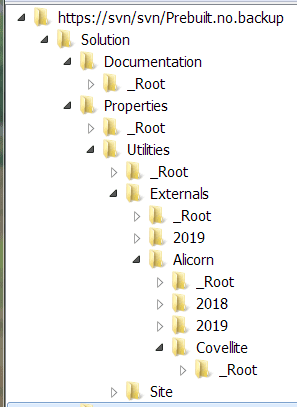 https://svn/svn/Prebuilt.no.backup
Solution
Documentation
_Root
Properties
_Root
Utilities
_Root
Externals
_Root
2019
Alicorn
_Root
2018
2019
Covellite
_Root
Site